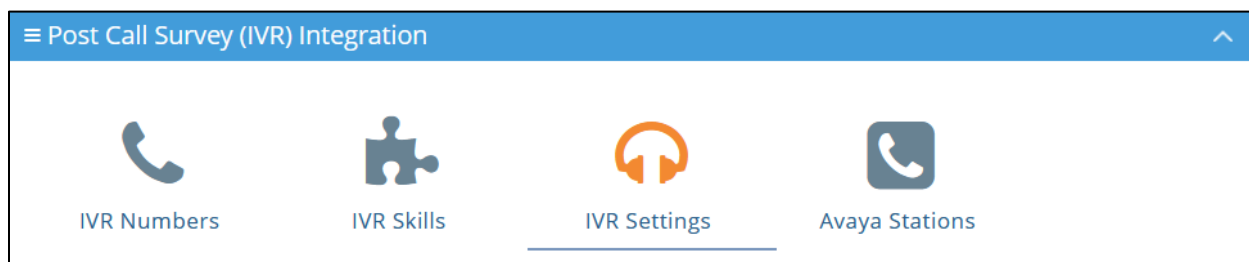 Post Call Survey (IVR) Integration
IVR Numbers
IVR Skills
IVR Settings
Avaya Stations